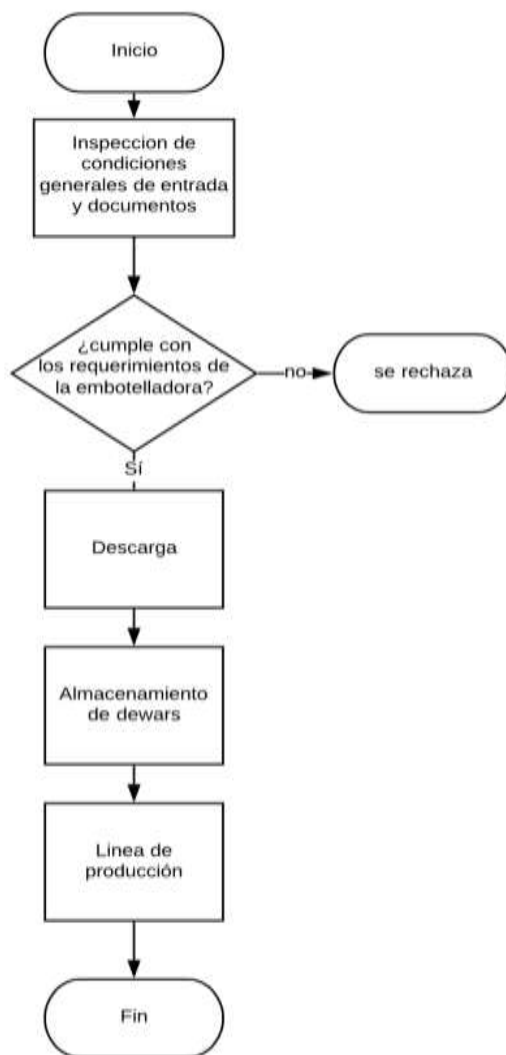 Inicio
Inspeccion de
condiciones
generales de entrada
y documentos
¿cumple con
los requerimientos de
la embotelladora?
no
se rechaza
Sí
Descarga
Almacenamiento
de dewars
Linea de
producción
Fin